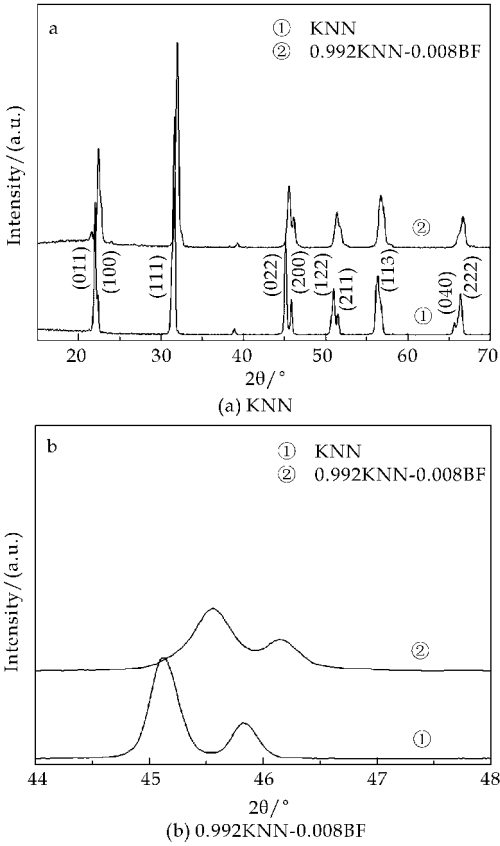 a
① KNN
② 0.992KNN-0.008BF
Intensity/(a.u.)
②
(011)
(100)
(111)
(022)
(200)
(122)
(211)
(113)
(040)
(222)
①
20 30 40 50 60 70
2θ/°
(a) KNN
b
① KNN
② 0.992KNN-0.008BF
Intensity/(a.u.)
②
①
44 45 46 47 48
2θ/°
(b) 0.992KNN-0.008BF